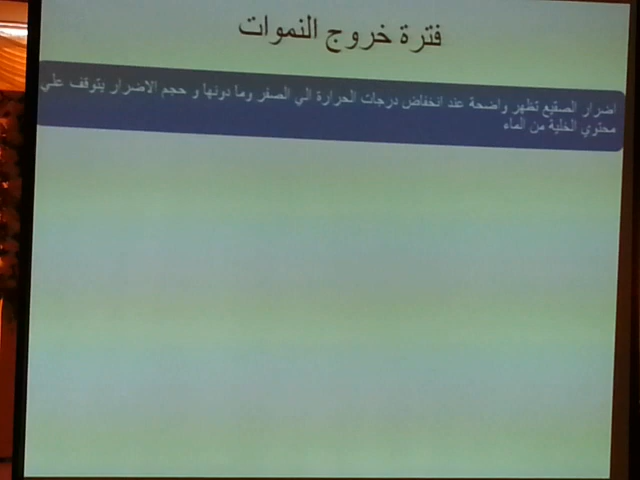 فترة خروج النموات
اضرار الصقيع تظهر واضحة عند انخفاض درجات الحرارة الي الصفر وما دونها و حجم الاضرار يتوقف علي
محتوي الخلية من الماء